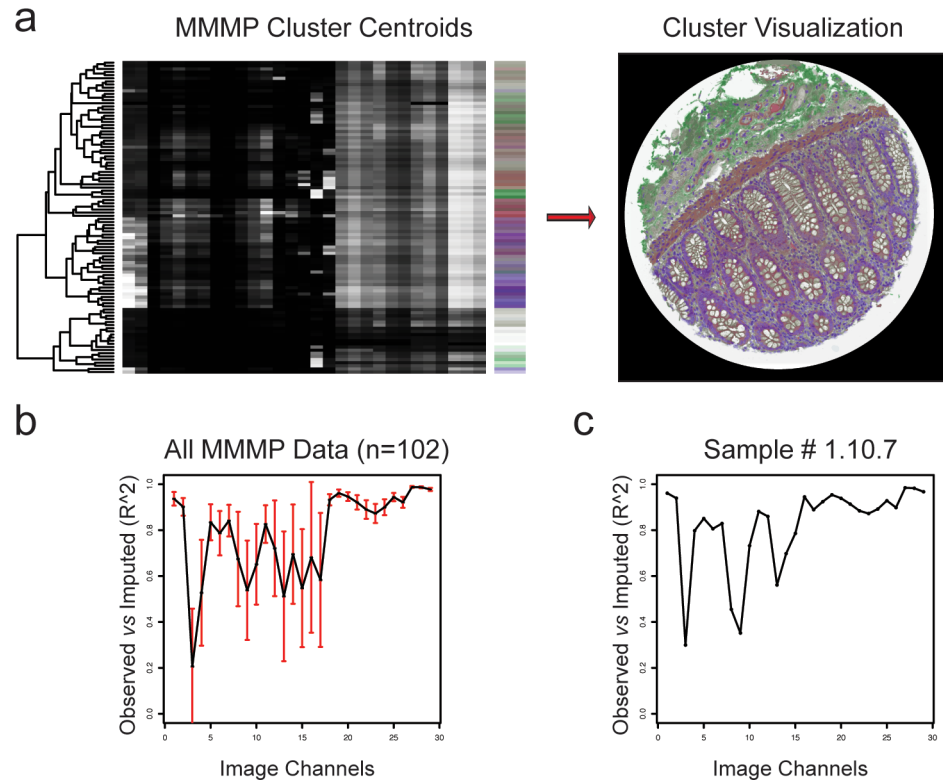 a
MMMP Cluster Centroids
Cluster Visualization
b
All MMMP Data (n=102)
Observed vs Imputed (R^2)
1.0
0.8
0.6
0.4
0.2
0.0
0 5 10 15 20 25 30
Image Channels
c
Sample # 1.10.7
Observed vs Imputed (R^2)
1.0
0.8
0.6
0.4
0.2
0.0
0 5 10 15 20 25 30
Image Channels